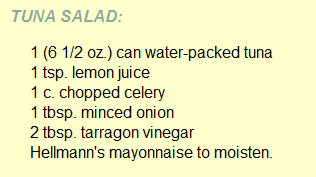 TUNA SALAD:
1 (6 1/2 oz.) can water-packed tuna
1 tsp. lemon juice
1 c. chopped celery
1 tbsp. minced onion
2 tbsp. tarragon vinegar
Hellmann's mayonnaise to moisten.